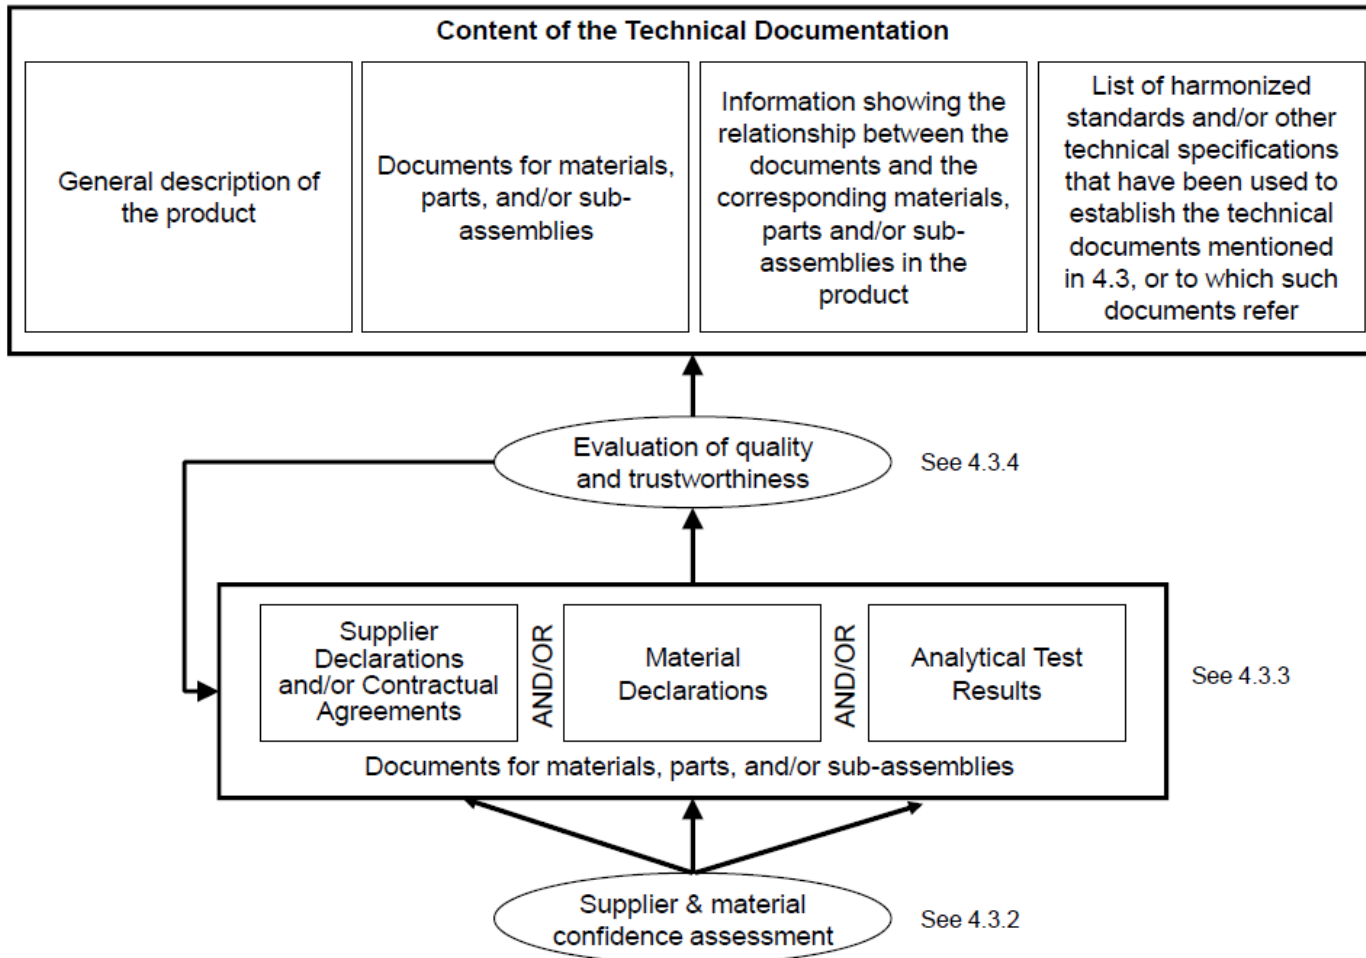 Content of the Technical Documentation
General description of
the product
Documents for materials,
parts, and/or sub-
assemblies
Information showing the
relationship between the
documents and the
corresponding materials,
parts and/or sub-
assemblies in the
product
List of harmonized
standards and/or other
technical specifications
that have been used to
establish the technical
documents mentioned
in 4.3, or to which such
documents refer
Evaluation of quality
and trustworthiness
See 4.3.4
Supplier
Declarations
and/or Contractual
Agreements
AND/OR
Material
Declarations
AND/OR
Analytical Test
Results
See 4.3.3
Documents for materials, parts, and/or sub-assemblies
Supplier & material
confidence assessment
See 4.3.2